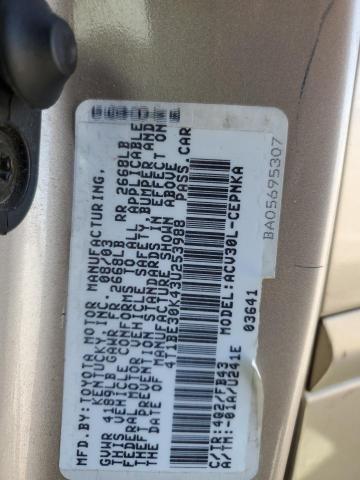 MFD.BY:TOYOTA MOTOR MANUFACTURING,
KENTUCKY, INC. 08/03
GVWR 4189LB GAWR FR 2668LB RR 2668LB
THIS VEHICLE CONFORMS TO ALL APPLICABLE
FEDERAL MOTOR VEHICLE SAFETY,BUMPER AND
THEFT PREVENTION STANDARDS IN EFFECT ON
THE DATE OF MANUFACTURE SHOWN ABOVE
4T1BE30K43U253988 PASS.CAR
C/TR:4Q2/FB23 MODEL:ACV30L-CEPNKA
A/TM:-01A/U241E 03641
BA05695307